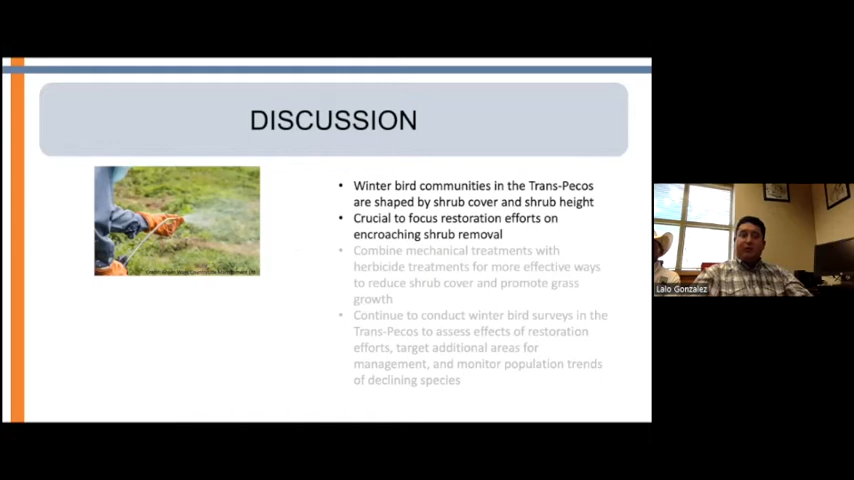 DISCUSSION
• Winter bird communities in the Trans-Pecos
are shaped by shrub cover and shrub height
• Crucial to focus restoration efforts on
encroaching shrub removal
• Combine mechanical treatments with
herbicide treatments for more effective ways
to reduce shrub cover and promote grass
growth
• Continue to conduct winter bird surveys in the
Trans-Pecos to assess effects of restoration
efforts, target additional areas for
management, and monitor population trends
of declining species
Lalo Gonzalez